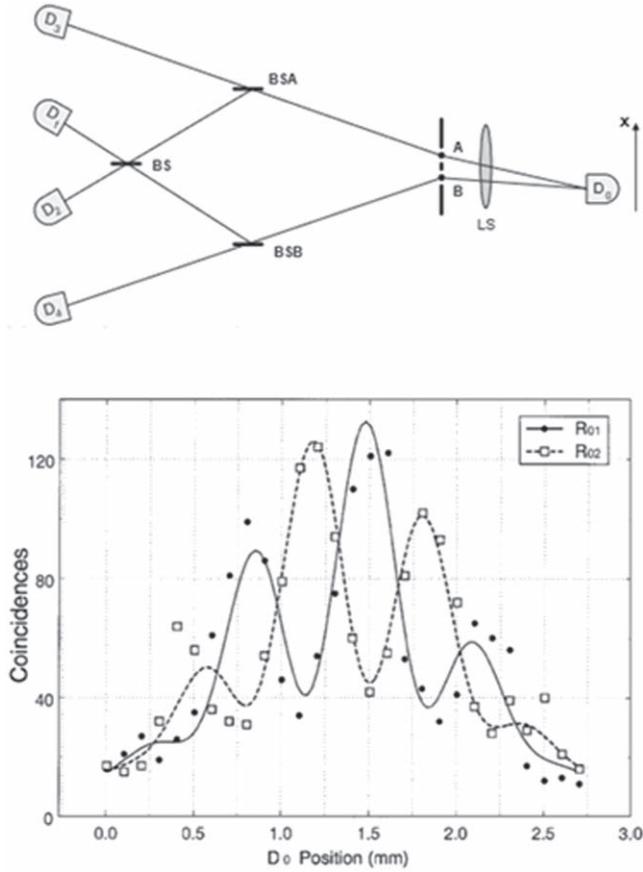 D₃
BSA
D₁
BS
A
X
B
D₀
D₂
LS
BSB
D₄
R₀₁
R₀₂
120
80
40
0
Coincidences
0.0 0.5 1.0 1.5 2.0 2.5 3.0
D₀ Position (mm)